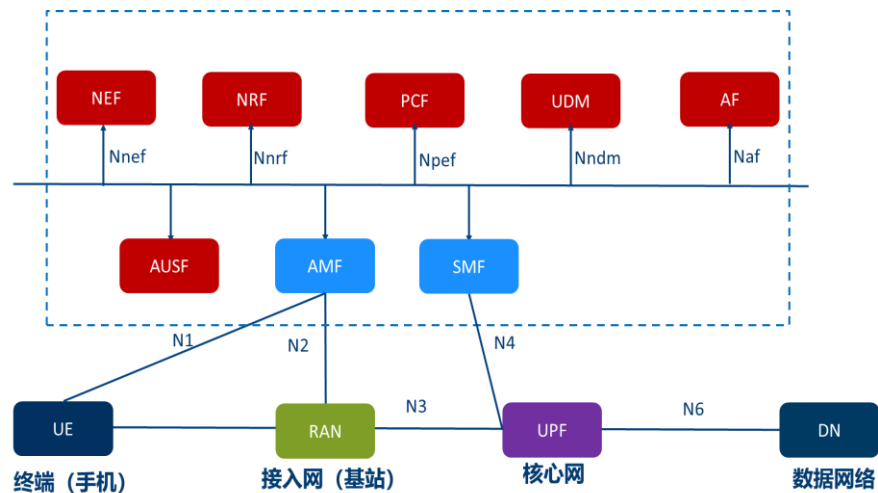 NEF
NRF
PCF
UDM
AF
Nnef
Nnrf
Npef
Nndm
Naf
AUSF
AMF
SMF
N1
N2
N4
N3
N6
UE
RAN
UPF
DN
终端（手机）
接入网（基站）
核心网
数据网络